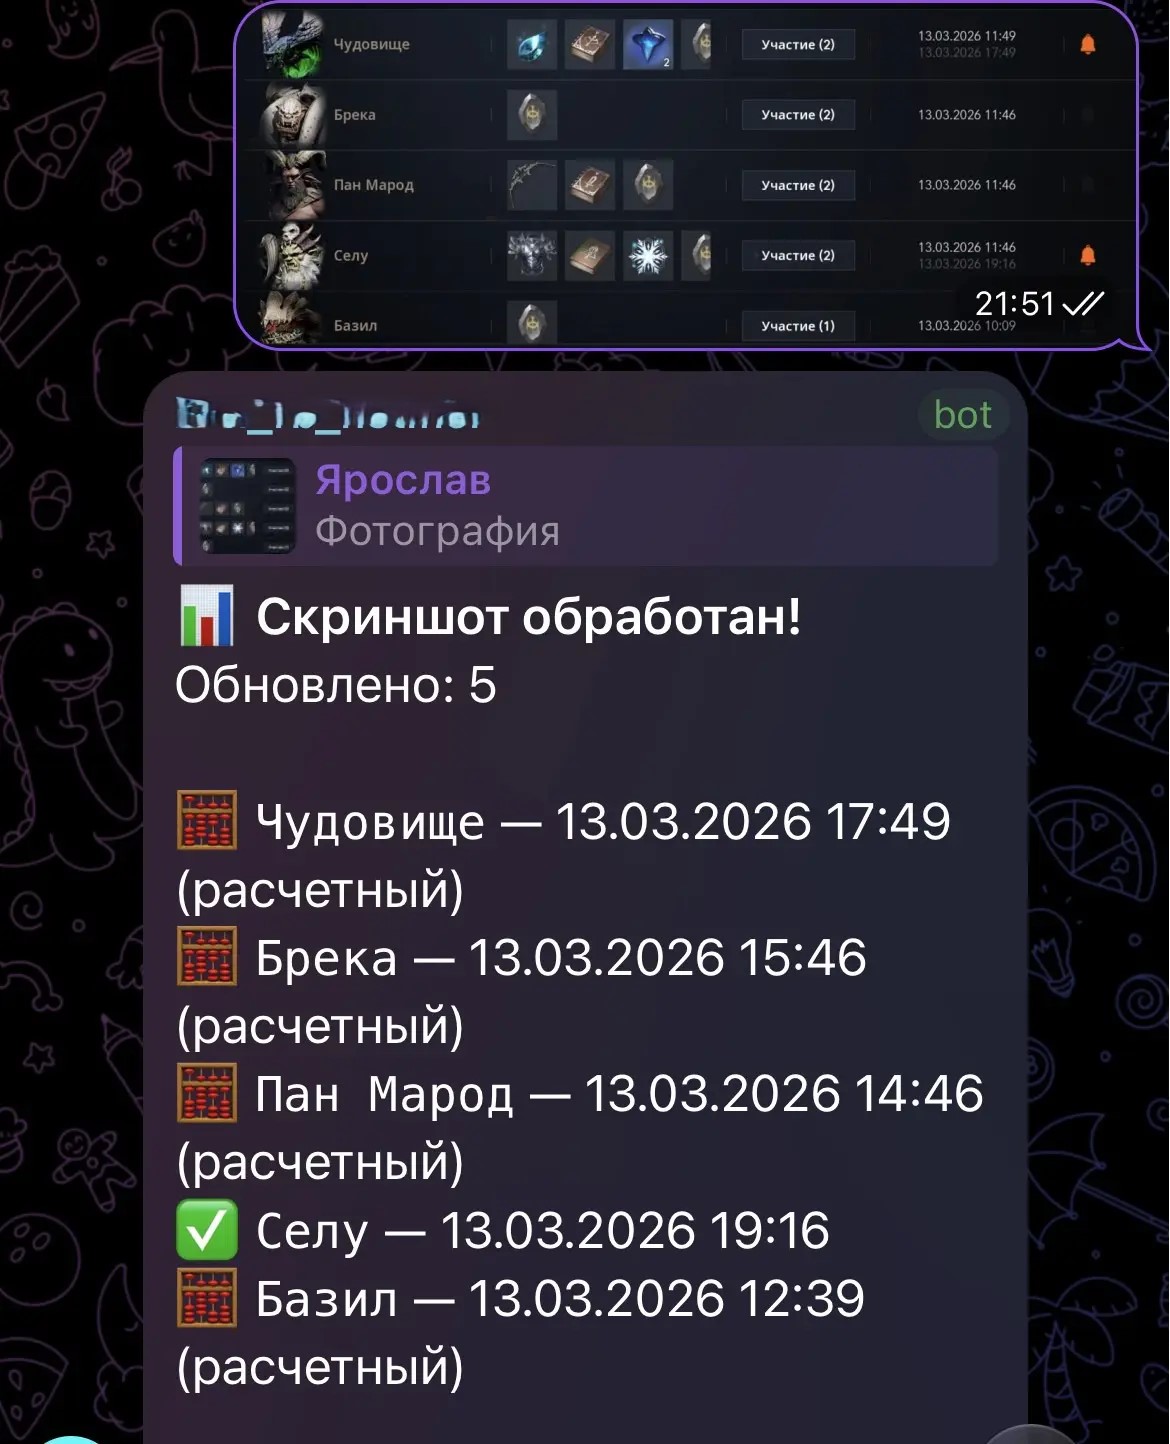 Чудовище
2
Участие (2)
13.03.2026 11:49
13.03.2026 17:49
Брека
Участие (2)
13.03.2026 11:46
Пан Марод
Участие (2)
13.03.2026 11:46
Селу
Участие (2)
13.03.2026 11:46
13.03.2026 19:16
Базил
Участие (1)
13.03.2026 10:09
21:51
bot
Ярослав
Фотография
📊 Скриншот обработан!
Обновлено: 5
🧮 Чудовище — 13.03.2026 17:49
(расчетный)
🧮 Брека — 13.03.2026 15:46
(расчетный)
🧮 Пан Марод — 13.03.2026 14:46
(расчетный)
✅ Селу — 13.03.2026 19:16
🧮 Базил — 13.03.2026 12:39
(расчетный)